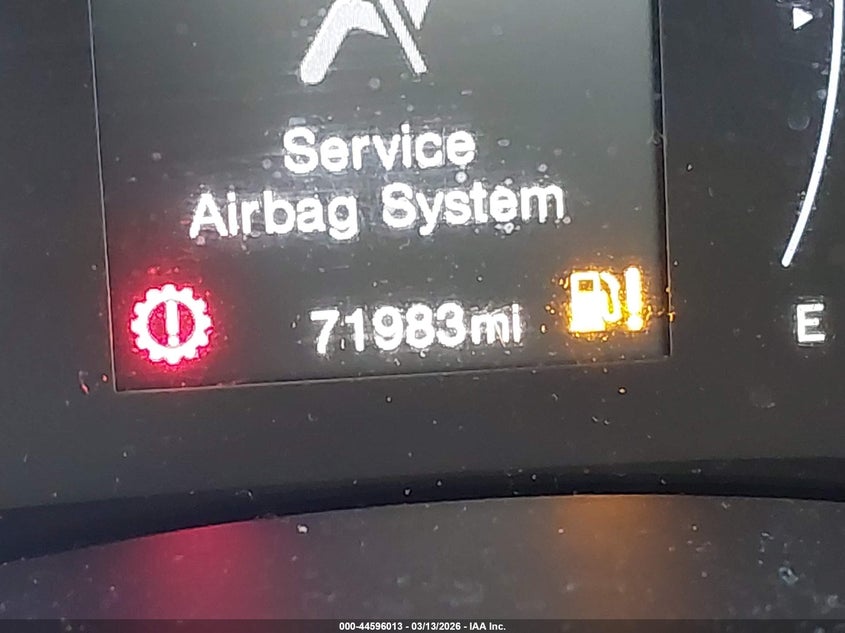 Service
Airbag System
71983mi
E
000-44596013 - 03/13/2026 - IAA Inc.